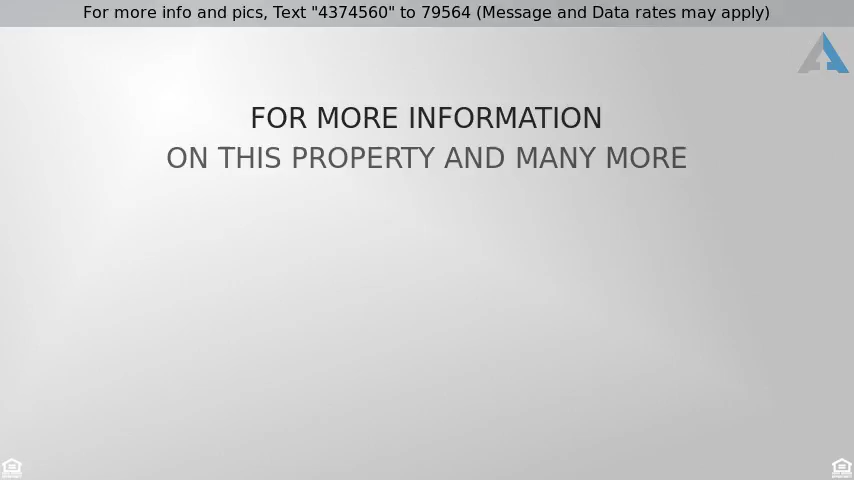 For more info and pics, Text "4374560" to 79564 (Message and Data rates may apply)
FOR MORE INFORMATION
ON THIS PROPERTY AND MANY MORE